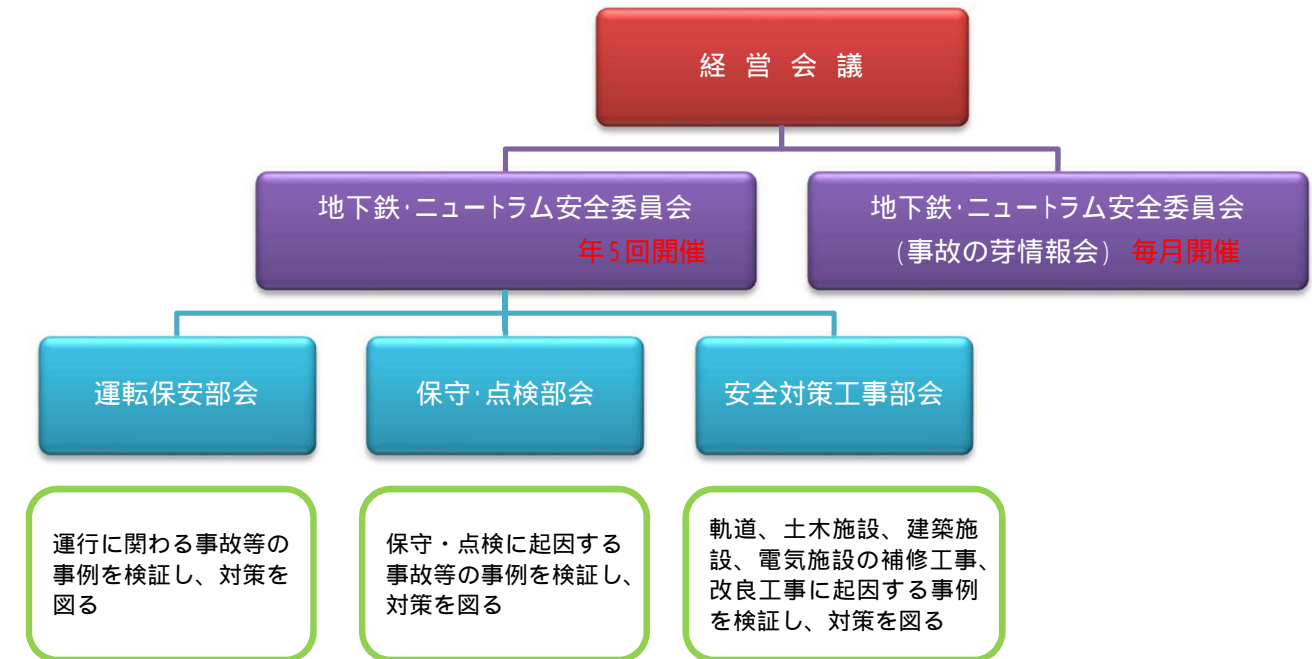 経 営 会 議
地下鉄・ニュートラム安全委員会
年5回開催
地下鉄・ニュートラム安全委員会
(事故の芽情報会) 毎月開催
運転保安部会
保守・点検部会
安全対策工事部会
運行に関わる事故等の
事例を検証し、対策を
図る
保守・点検に起因する
事故等の事例を検証し、
対策を図る
軌道、土木施設、建築施
設、電気施設の補修工事、
改良工事に起因する事例
を検証し、対策を図る